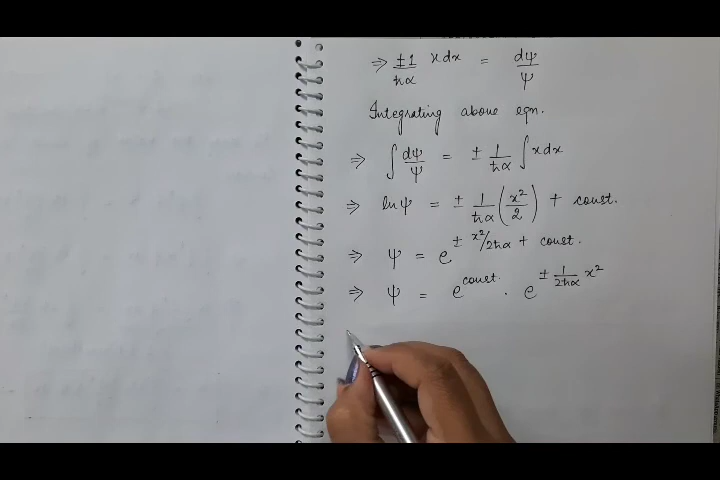 ⇒ ±1/ħα x dx = dψ/ψ
Integrating above eqn.
⇒ ∫ dψ/ψ = ± 1/ħα ∫ x dx
⇒ ln ψ = ± 1/ħα (x²/2) + const.
⇒ ψ = e^(± x²/2ħα + const.)
⇒ ψ = e^(const.) · e^(± 1/2ħα x²)